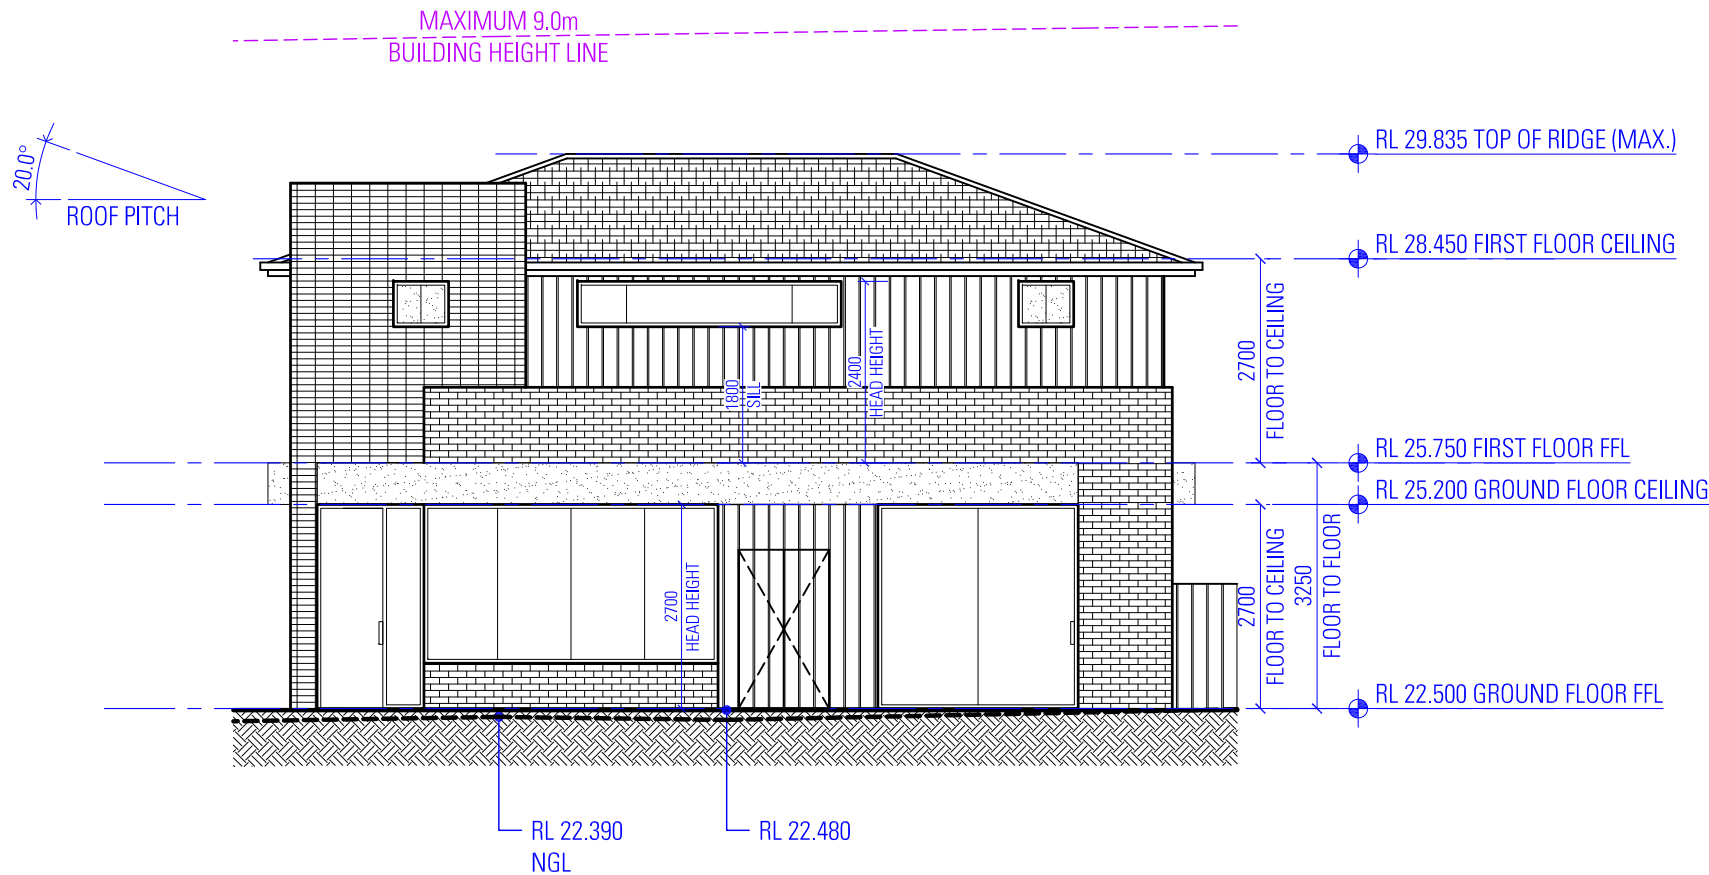 MAXIMUM 9.0m
BUILDING HEIGHT LINE
20.0°
ROOF PITCH
RL 29.835 TOP OF RIDGE (MAX.)
RL 28.450 FIRST FLOOR CEILING
2700
FLOOR TO CEILING
2400
HEAD HEIGHT
1800
SILL
RL 25.750 FIRST FLOOR FFL
RL 25.200 GROUND FLOOR CEILING
2700
HEAD HEIGHT
2700
FLOOR TO CEILING
3250
FLOOR TO FLOOR
RL 22.500 GROUND FLOOR FFL
RL 22.390
NGL
RL 22.480